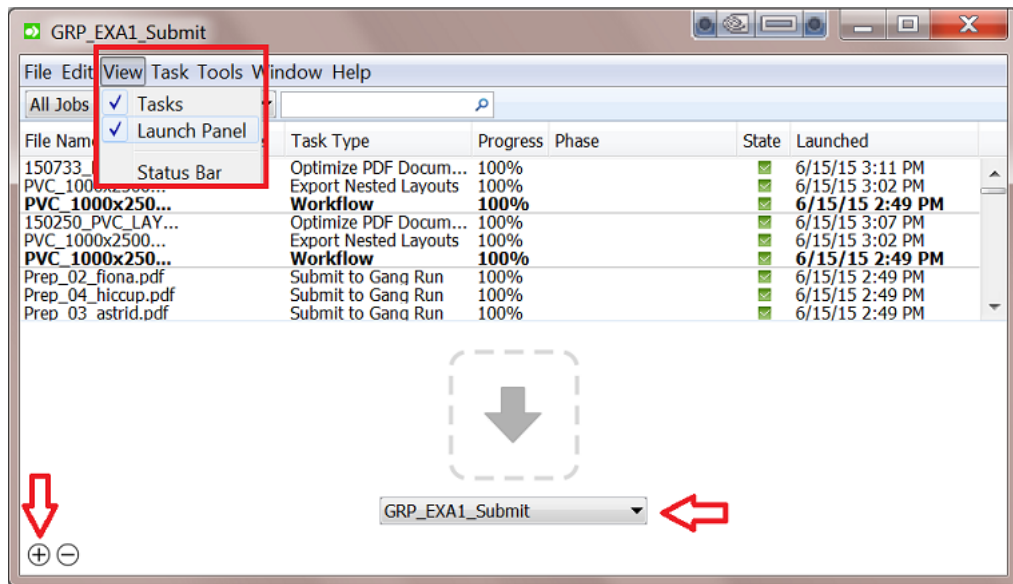 GRP_EXA1_Submit
File Edit View Task Tools Window Help
All Jobs
Tasks
Launch Panel
Status Bar
File Name Task Type Progress Phase State Launched
150733_ Optimize PDF Docum... 100% 6/15/15 3:11 PM
PVC_1000x2500... Export Nested Layouts 100% 6/15/15 3:02 PM
PVC_1000x250... Workflow 100% 6/15/15 2:49 PM
150250_PVC_LAY... Optimize PDF Docum... 100% 6/15/15 3:07 PM
PVC_1000x2500... Export Nested Layouts 100% 6/15/15 3:02 PM
PVC_1000x250... Workflow 100% 6/15/15 2:49 PM
Prep_02_fiona.pdf Submit to Gang Run 100% 6/15/15 2:49 PM
Prep_04_hiccup.pdf Submit to Gang Run 100% 6/15/15 2:49 PM
Prep_03_astrid.pdf Submit to Gang Run 100% 6/15/15 2:49 PM
GRP_EXA1_Submit